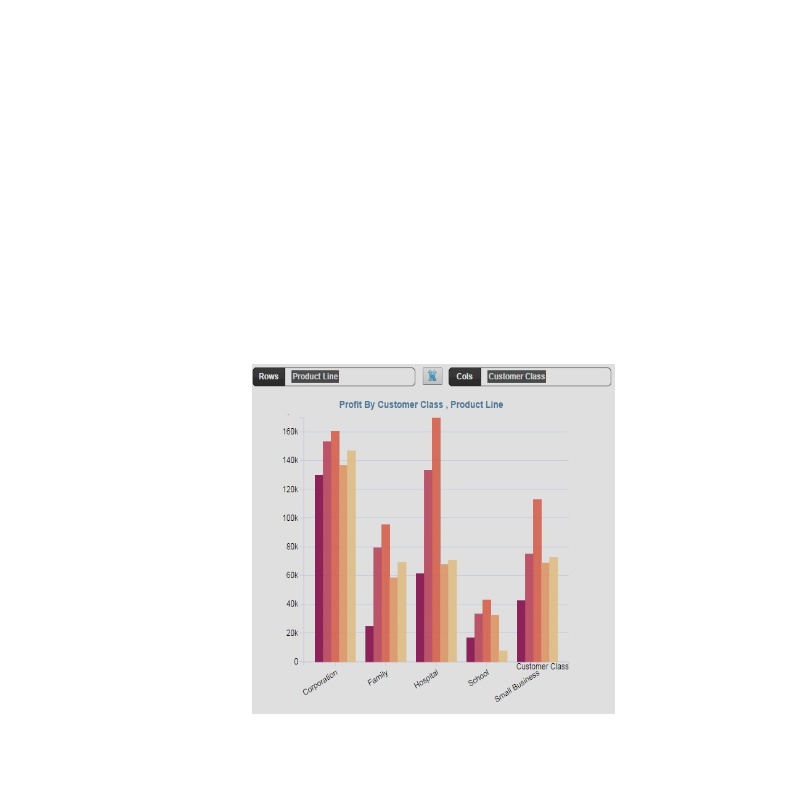 Rows Product Line Cols Customer Class
Profit By Customer Class , Product Line
160k
140k
120k
100k
80k
60k
40k
20k
0
Customer Class
Corporation Family Hospital School Small Business